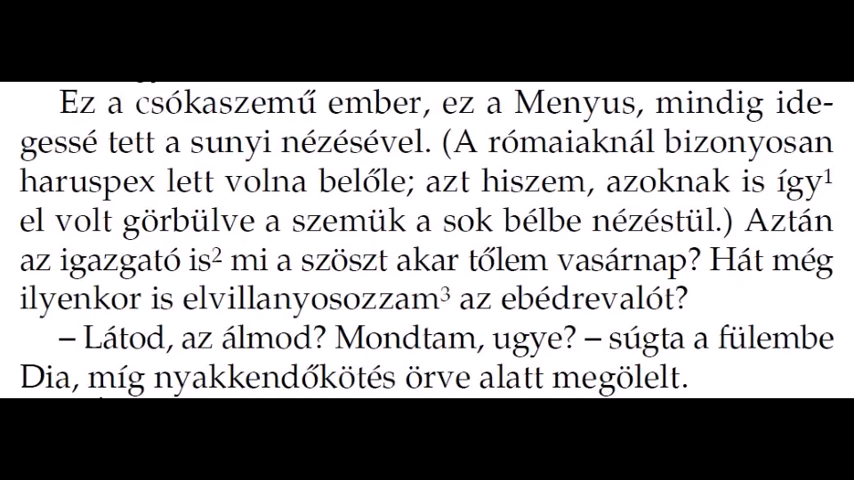 Ez a csókaszemű ember, ez a Menyus, mindig ide-
gessé tett a sunyi nézésével. (A rómaiaknál bizonyosan
haruspex lett volna belőle; azt hiszem, azoknak is így¹
el volt görbülve a szemük a sok bélbe nézéstül.) Aztán
az igazgató is² mi a szöszt akar tőlem vasárnap? Hát még
ilyenkor is elvillanyosozzam³ az ebédrevalót?
– Látod, az álmod? Mondtam, ugye? – súgta a fülembe
Dia, míg nyakkendőkötés örve alatt megölelt.